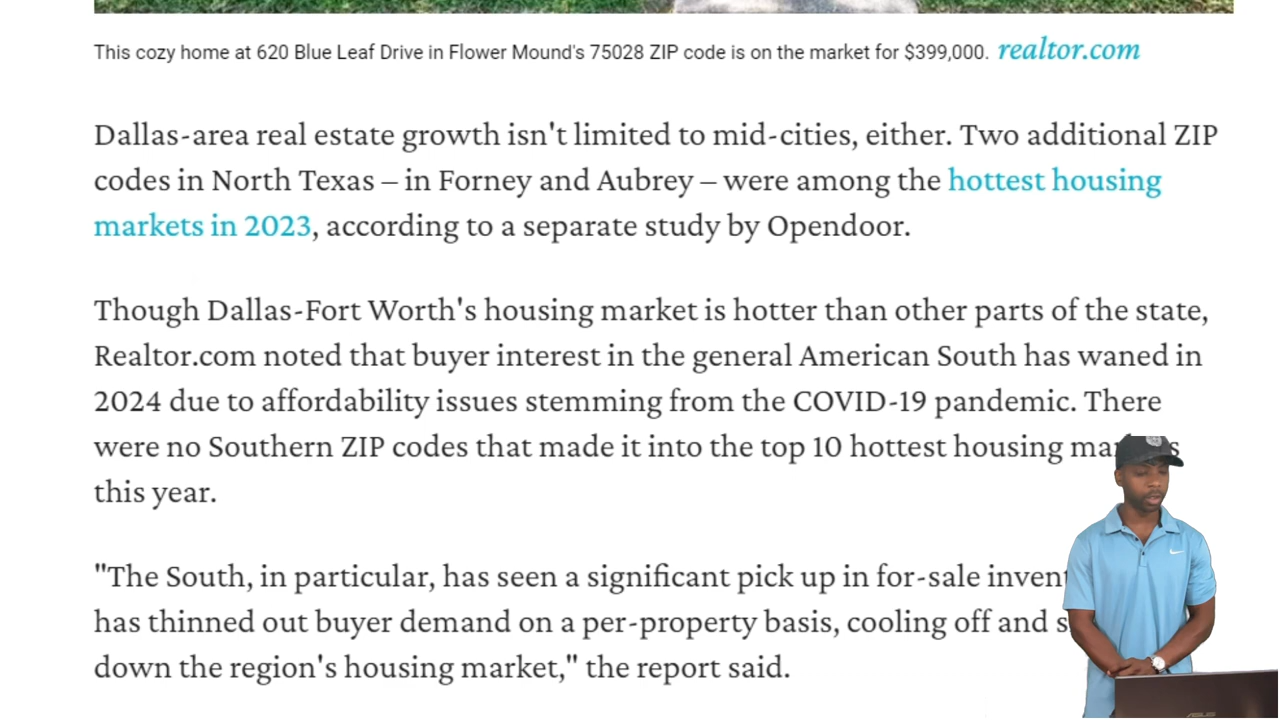 This cozy home at 620 Blue Leaf Drive in Flower Mound's 75028 ZIP code is on the market for $399,000. realtor.com
Dallas-area real estate growth isn't limited to mid-cities, either. Two additional ZIP
codes in North Texas – in Forney and Aubrey – were among the hottest housing
markets in 2023, according to a separate study by Opendoor.
Though Dallas-Fort Worth's housing market is hotter than other parts of the state,
Realtor.com noted that buyer interest in the general American South has waned in
2024 due to affordability issues stemming from the COVID-19 pandemic. There
were no Southern ZIP codes that made it into the top 10 hottest housing
this year.
"The South, in particular, has seen a significant pick up in for-sale
has thinned out buyer demand on a per-property basis, cooling off and
down the region's housing market," the report said.
ASUS